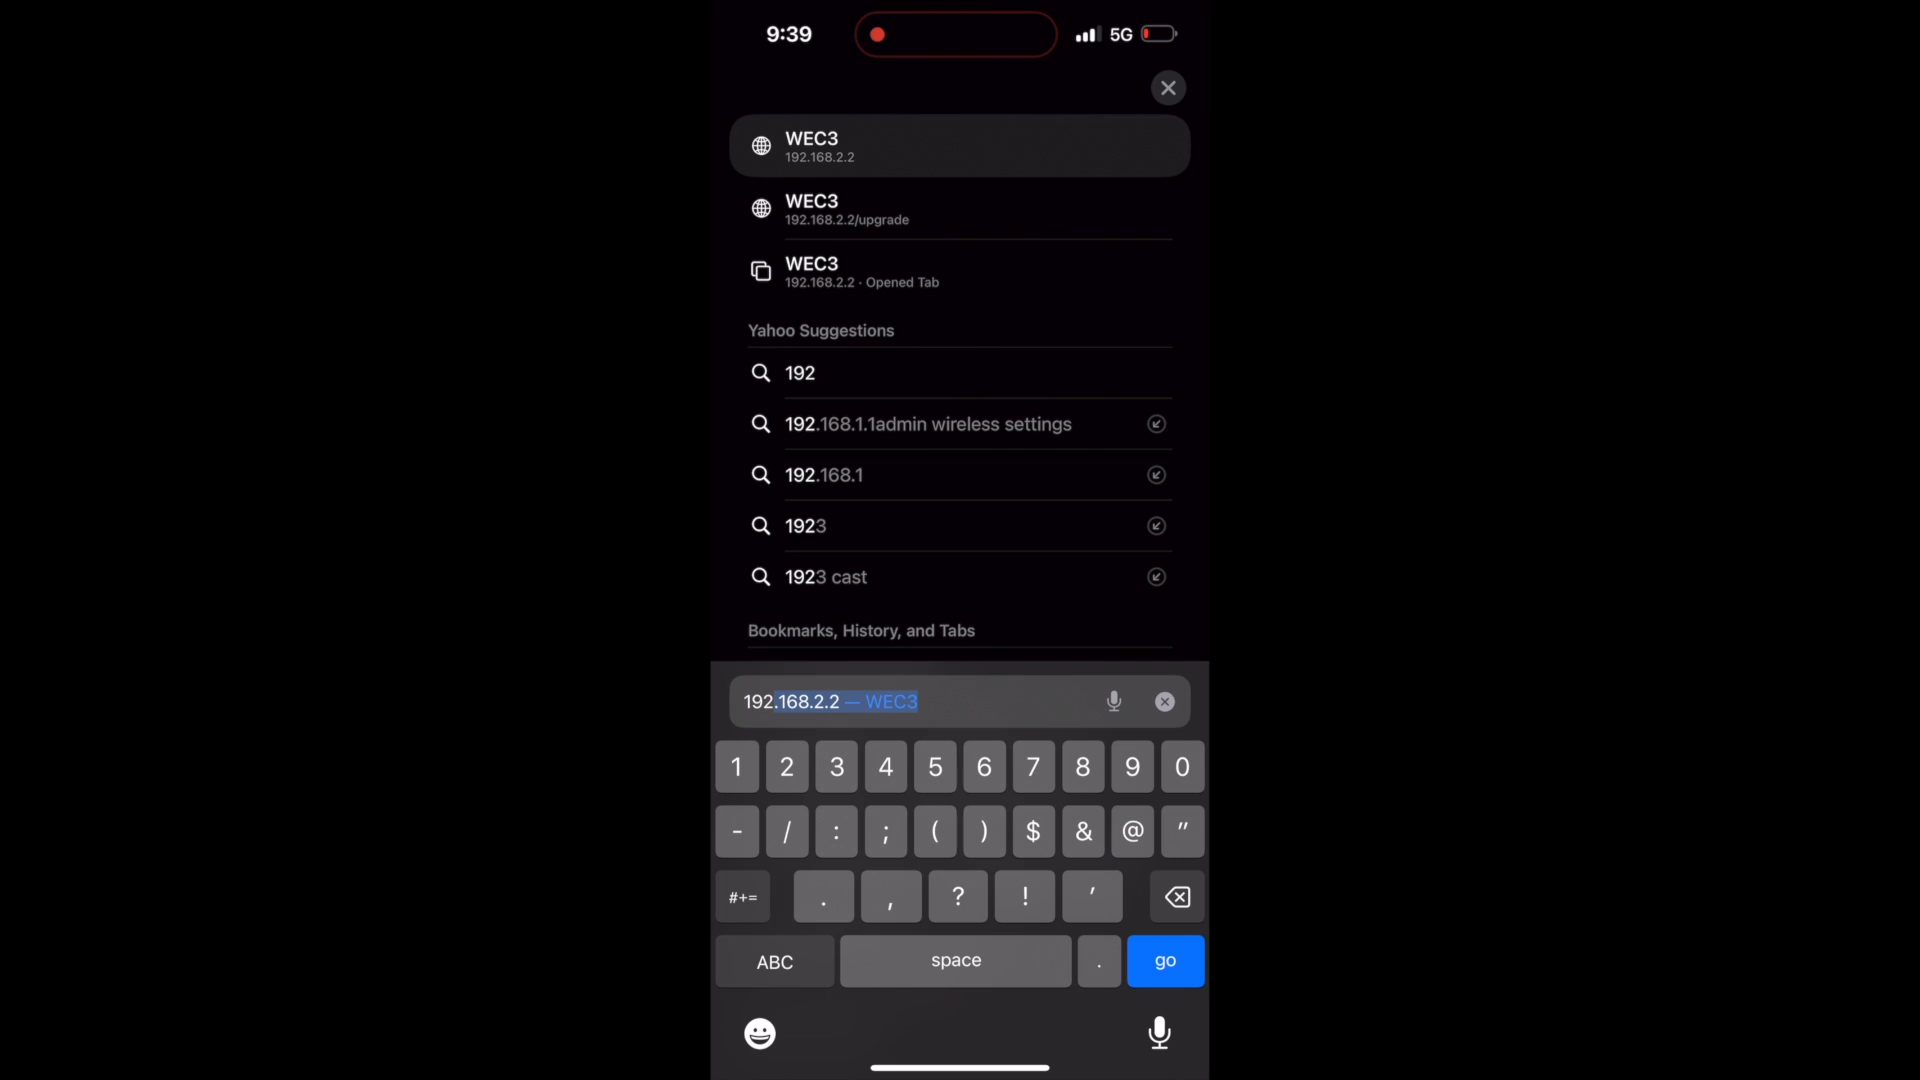 9:39
5G
WEC3
192.168.2.2
WEC3
192.168.2.2/upgrade
WEC3
192.168.2.2 · Opened Tab
Yahoo Suggestions
192
192.168.1.1admin wireless settings
192.168.1
1923
1923 cast
Bookmarks, History, and Tabs
192.168.2.2 — WEC3
1 2 3 4 5 6 7 8 9 0
- / : ; ( ) $ & @ "
#+= . , ? ! '
ABC space . go